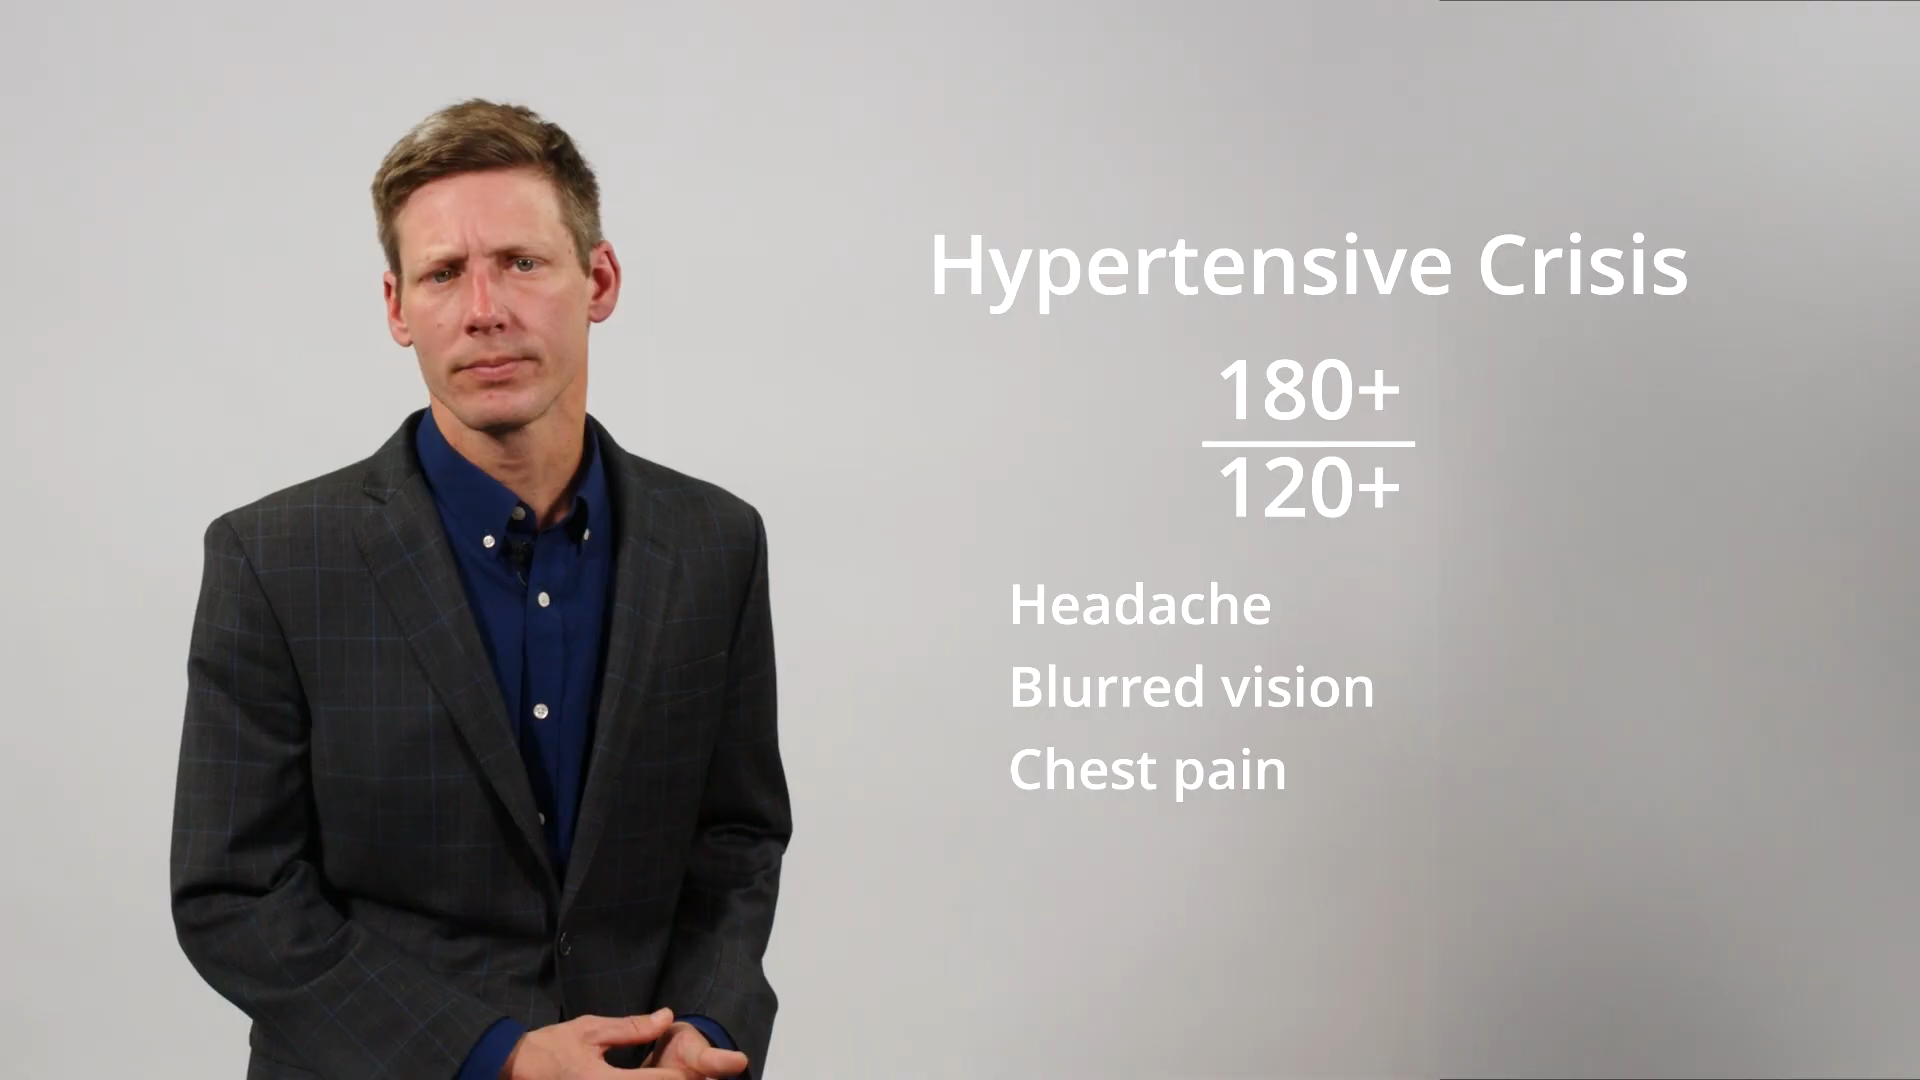 Hypertensive Crisis
180+
120+
Headache
Blurred vision
Chest pain